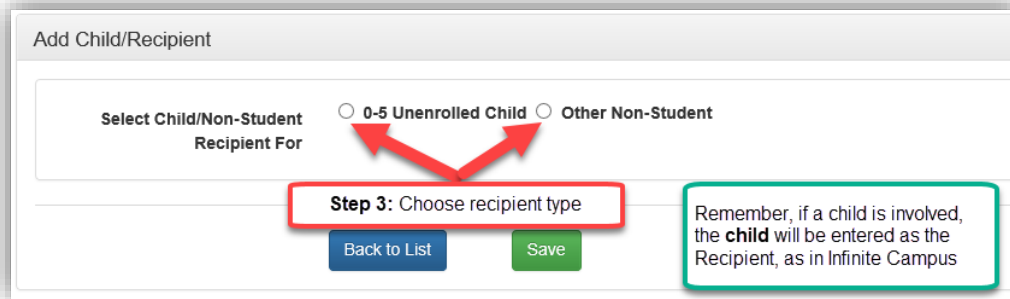 Add Child/Recipient
Select Child/Non-Student
Recipient For
0-5 Unenrolled Child Other Non-Student
Step 3: Choose recipient type
Back to List
Save
Remember, if a child is involved,
the child will be entered as the
Recipient, as in Infinite Campus